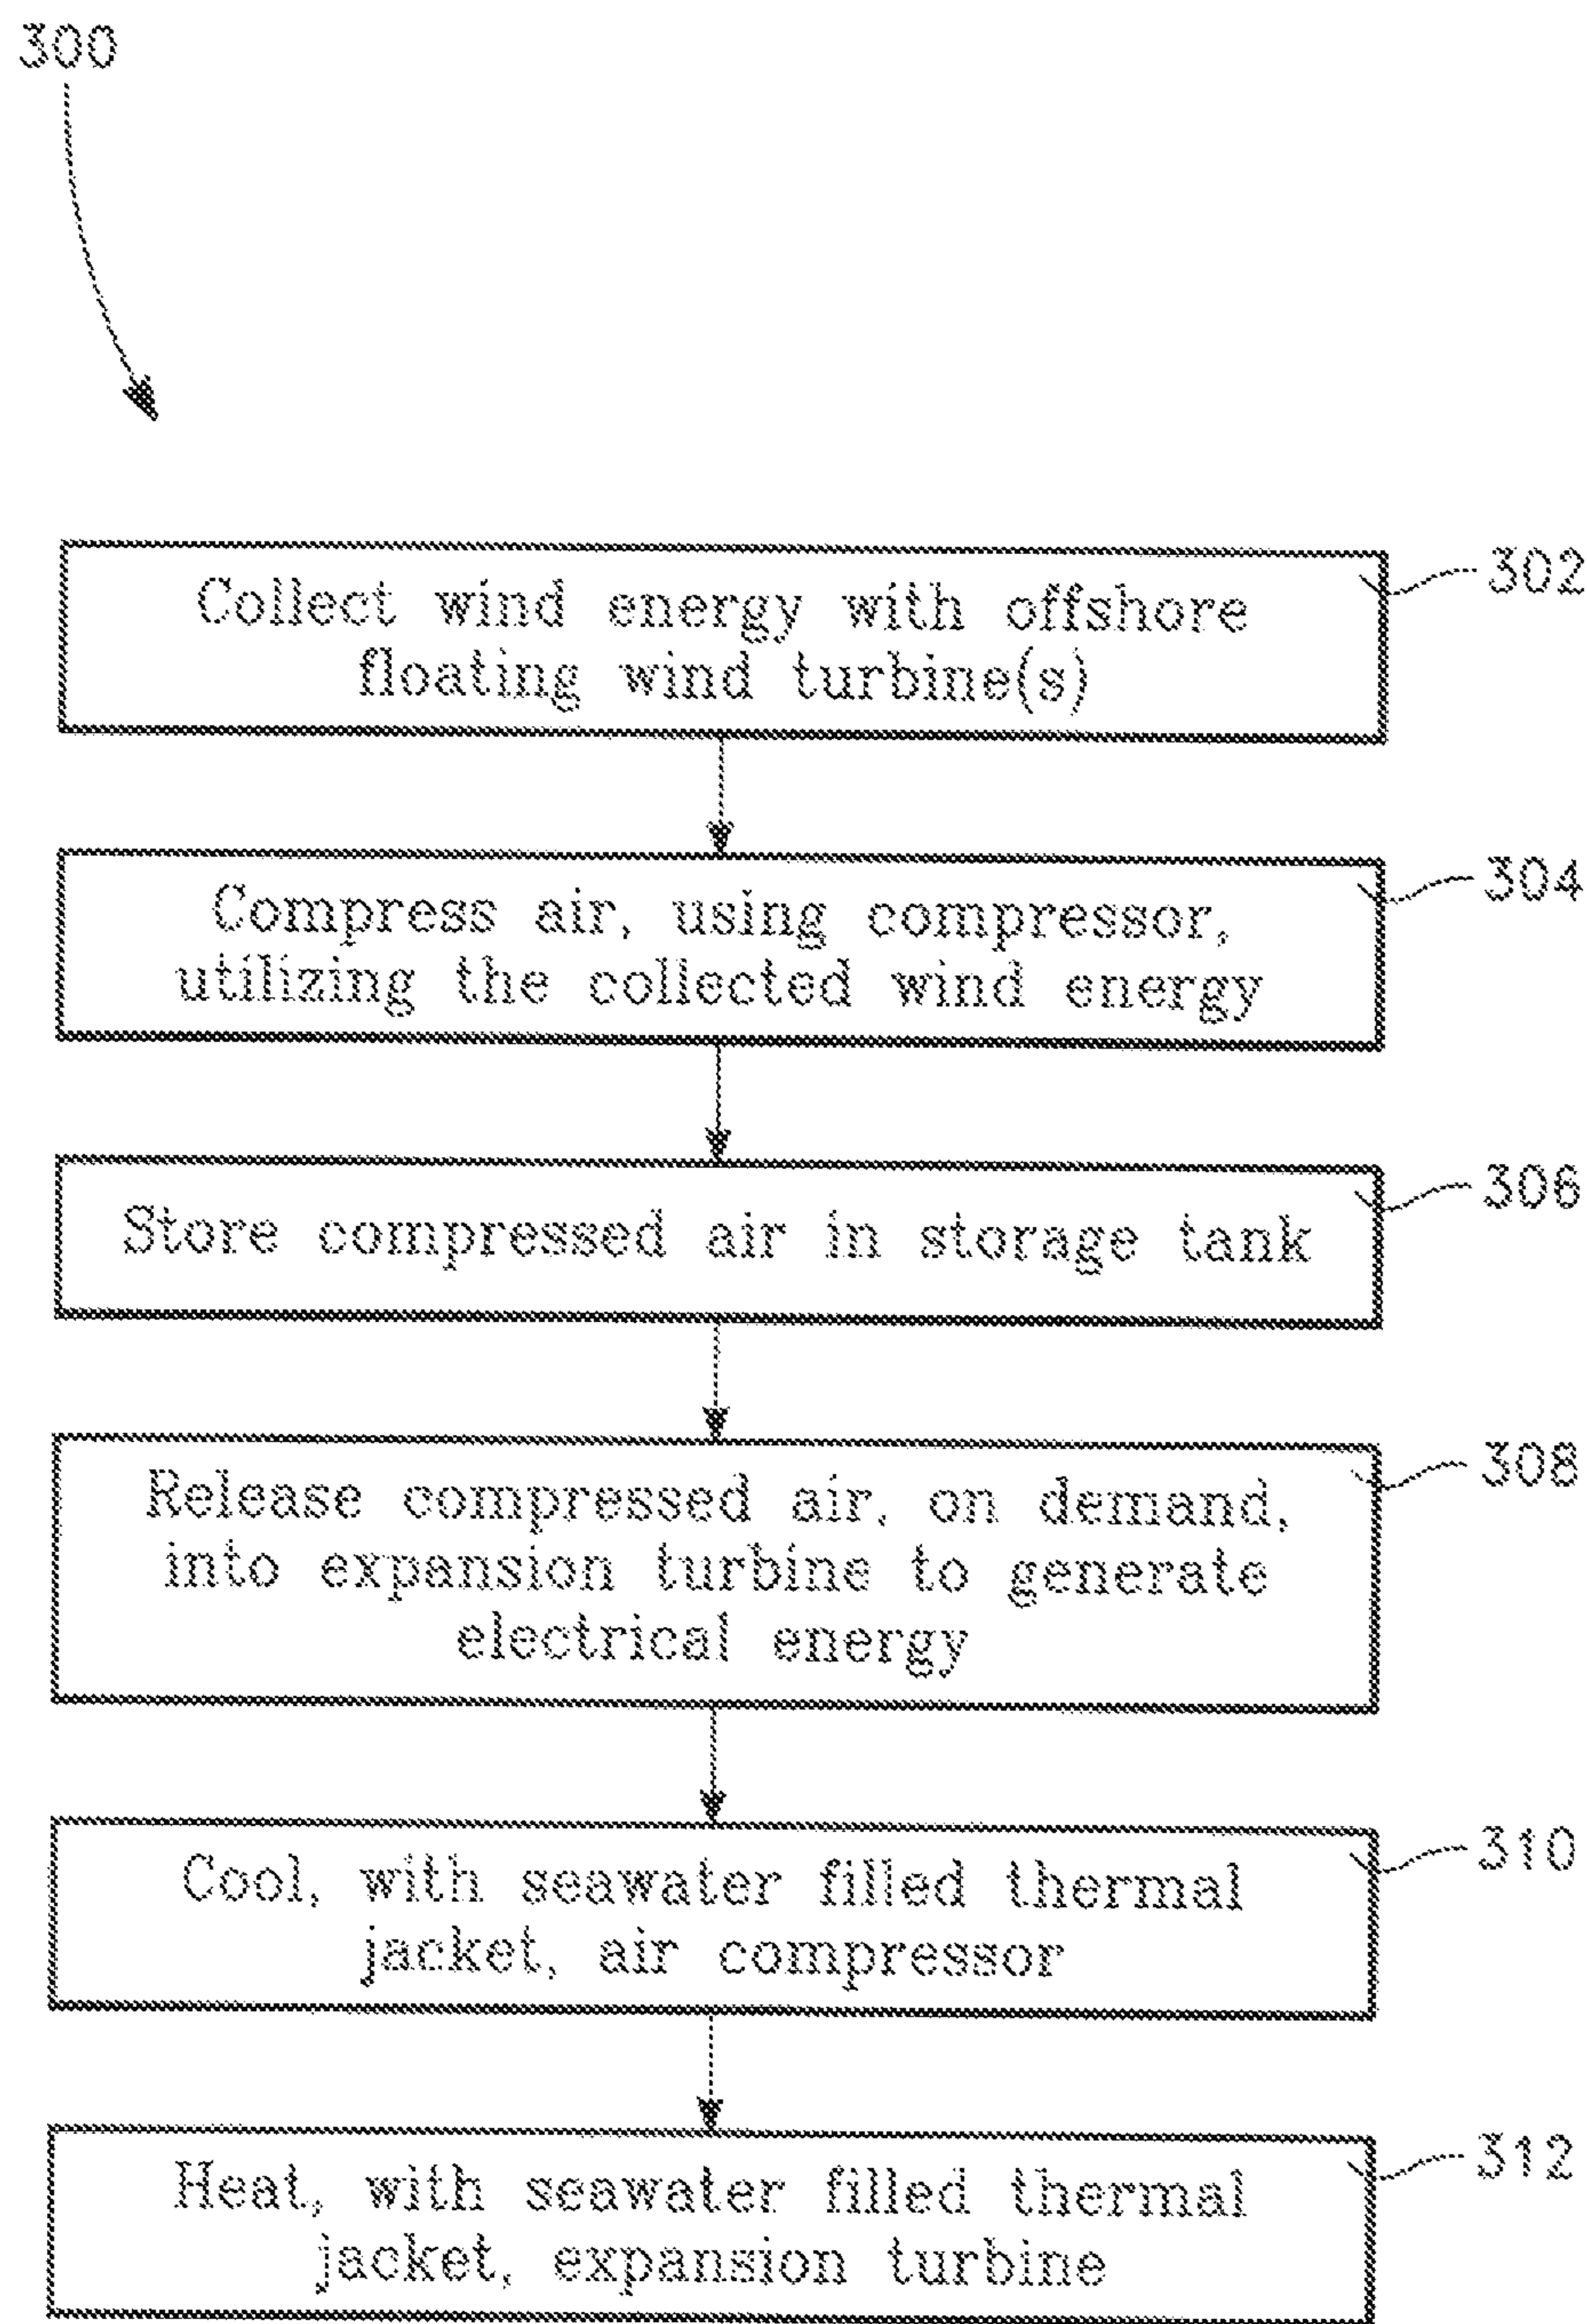 300
Collect wind energy with offshore
floating wind turbine(s)
302
Compress air, using compressor,
utilizing the collected wind energy
304
Store compressed air in storage tank
306
Release compressed air, on demand,
into expansion turbine to generate
electrical energy
308
Cool, with seawater filled thermal
jacket, air compressor
310
Heat, with seawater filled thermal
jacket, expansion turbine
312